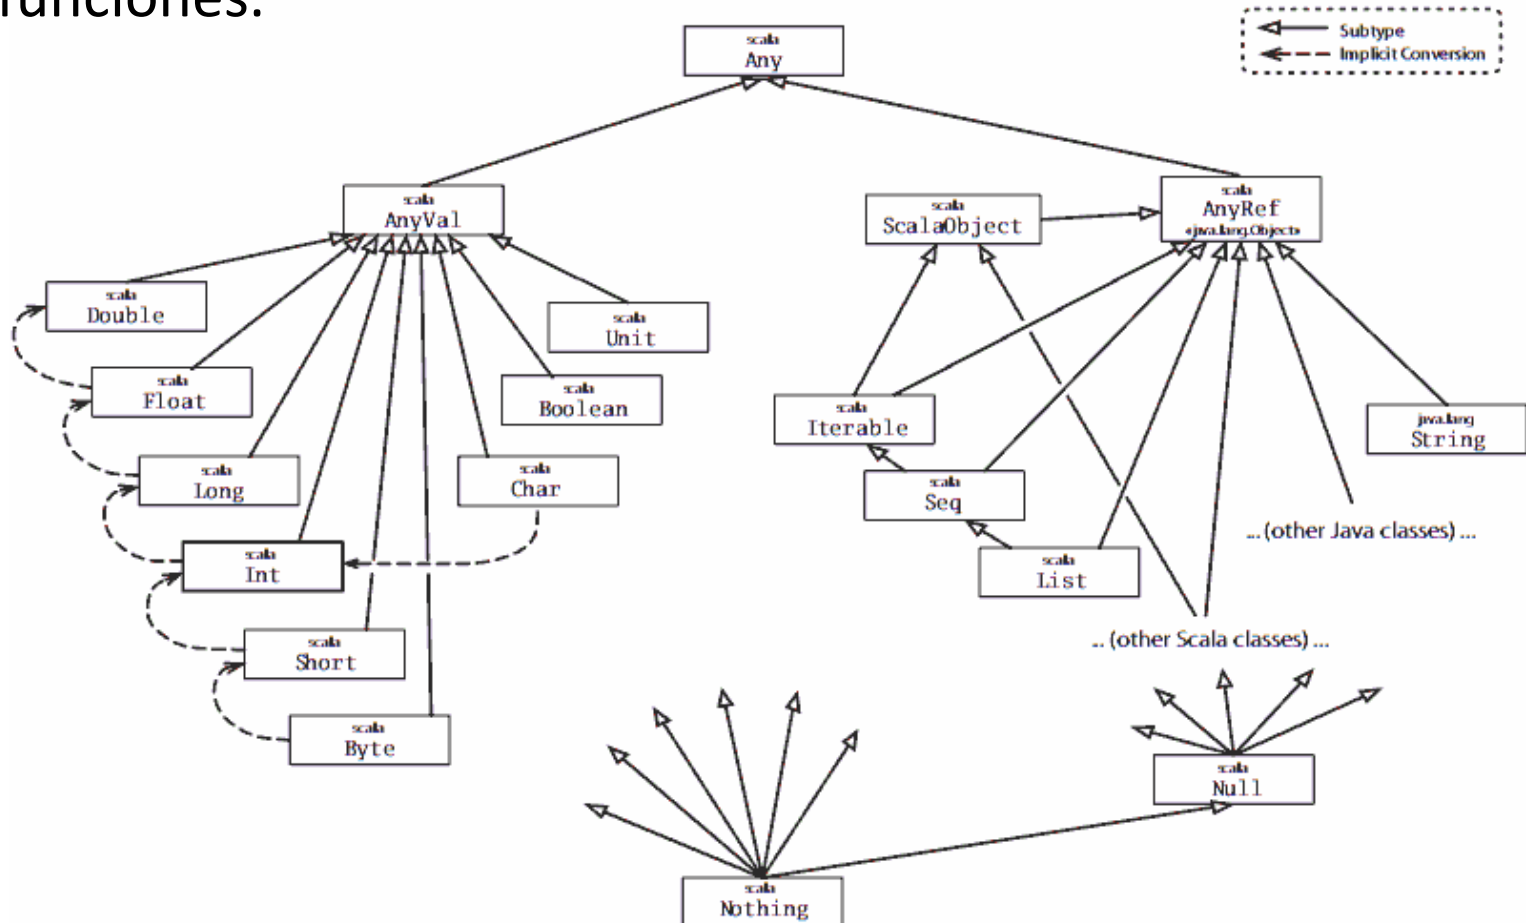 funciones.
Subtype
Implicit Conversion
scala
Any
scala
AnyVal
scala
ScalaObject
scala
AnyRef
«java.lang.Object»
scala
Double
scala
Unit
scala
Float
scala
Boolean
scala
Iterable
java.lang
String
scala
Long
scala
Char
scala
Seq
... (other Java classes) ...
scala
Int
scala
List
scala
Short
... (other Scala classes) ...
scala
Byte
scala
Null
scala
Nothing